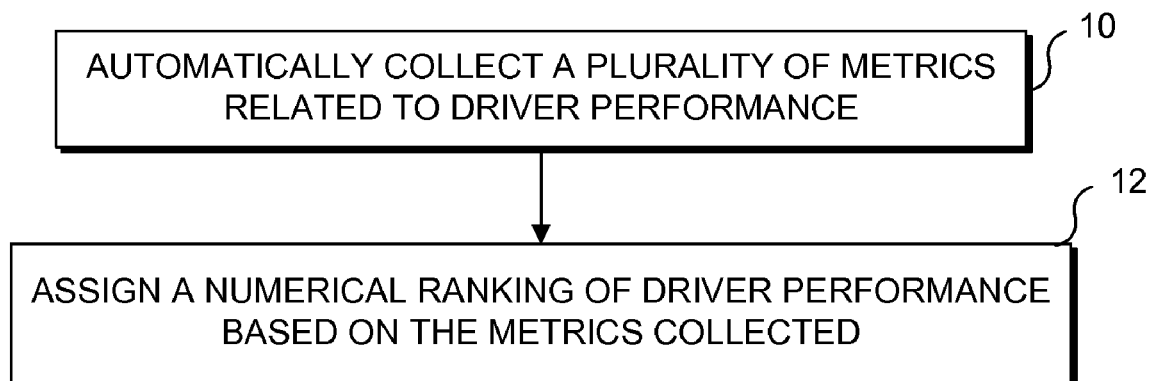 10
AUTOMATICALLY COLLECT A PLURALITY OF METRICS
RELATED TO DRIVER PERFORMANCE
12
ASSIGN A NUMERICAL RANKING OF DRIVER PERFORMANCE
BASED ON THE METRICS COLLECTED